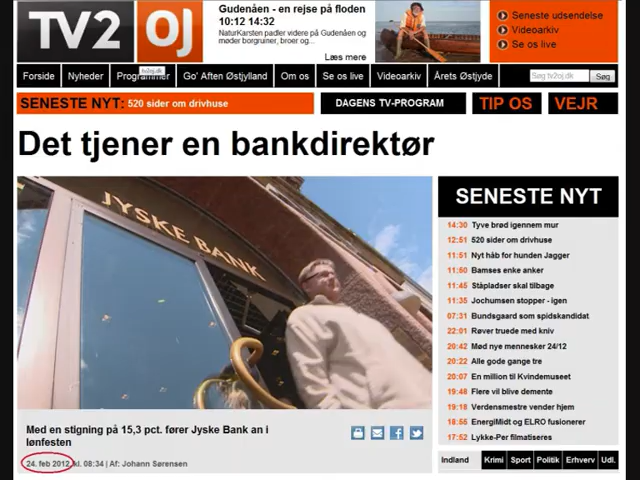 TV2 OJ
Gudenåen - en rejse på floden
10:12 14:32
NaturKarsten padler videre på Gudenåen og
møder borgruiner, broer og...
Læs mere
Seneste udsendelse
Videoarkiv
Se os live
Forside
Nyheder
Programmer
tv2oj.dk
Go' Aften Østjylland
Om os
Se os live
Videoarkiv
Årets Østjyde
Søg tv2oj.dk
Søg
SENESTE NYT: 520 sider om drivhuse
DAGENS TV-PROGRAM
TIP OS
VEJR
Det tjener en bankdirektør
JYSKE BANK
Med en stigning på 15,3 pct. fører Jyske Bank an i
lønfesten
24. feb 2012, kl. 08:34 | Af: Johann Sørensen
SENESTE NYT
14:30 Tyve brød igennem mur
12:51 520 sider om drivhuse
11:51 Nyt håb for hunden Jagger
11:50 Bamses enke anker
11:45 Ståpladser skal tilbage
11:35 Jochumsen stopper - igen
07:31 Bundsgaard som spidskandidat
22:01 Røver truede med kniv
20:42 Mød nye mennesker 24/12
20:22 Alle gode gange tre
20:07 En million til Kvindemuseet
19:48 Flere vil blive demente
19:18 Verdensmestre vender hjem
18:55 EnergiMidt og ELRO fusionerer
17:52 Lykke-Per filmatiseres
Indland
Krimi
Sport
Politik
Erhverv
Udl.